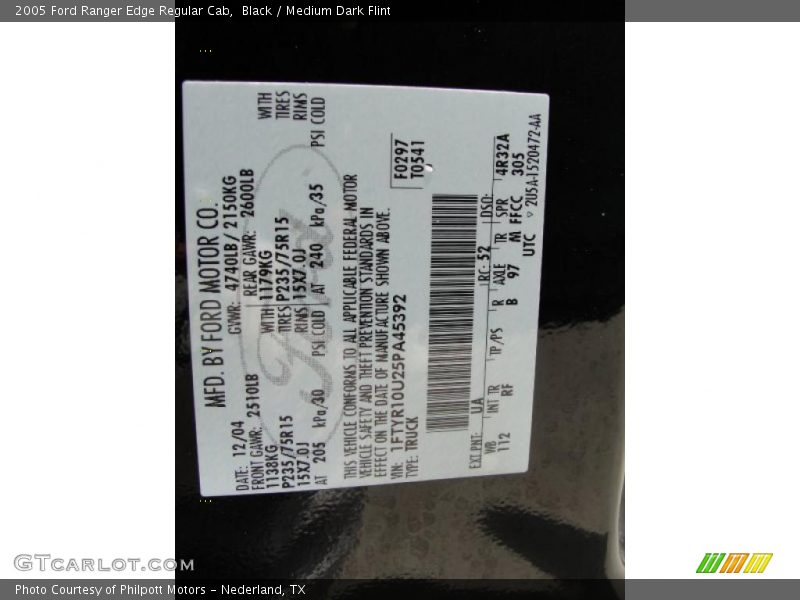 2005 Ford Ranger Edge Regular Cab,  Black / Medium Dark Flint
MFD. BY FORD MOTOR CO.
DATE: 12/04 GVWR: 4740LB / 2150KG
FRONT GAWR: 2510LB REAR GAWR: 2600LB
1138KG WITH 1179KG WITH
P235/75R15 TIRES P235/75R15 TIRES
15X7.0J RIMS 15X7.0J RIMS
AT 205 kPa/30 PSI COLD AT 240 kPa/35 PSI COLD
THIS VEHICLE CONFORMS TO ALL APPLICABLE FEDERAL MOTOR
VEHICLE SAFETY AND THEFT PREVENTION STANDARDS IN
EFFECT ON THE DATE OF MANUFACTURE SHOWN ABOVE.
VIN: 1FTYR10U25PA45392 F0297
TYPE: TRUCK T0541
EXT PNT: UA RC: 52 DSO:
WB INT TR TP/PS R AXLE TR SPR 4R32A
112 RF B 97 M FFCC 305
UTC 2U5A-1520472-AA
Ford
GTCARLOT.COM
Photo Courtesy of Philpott Motors - Nederland, TX